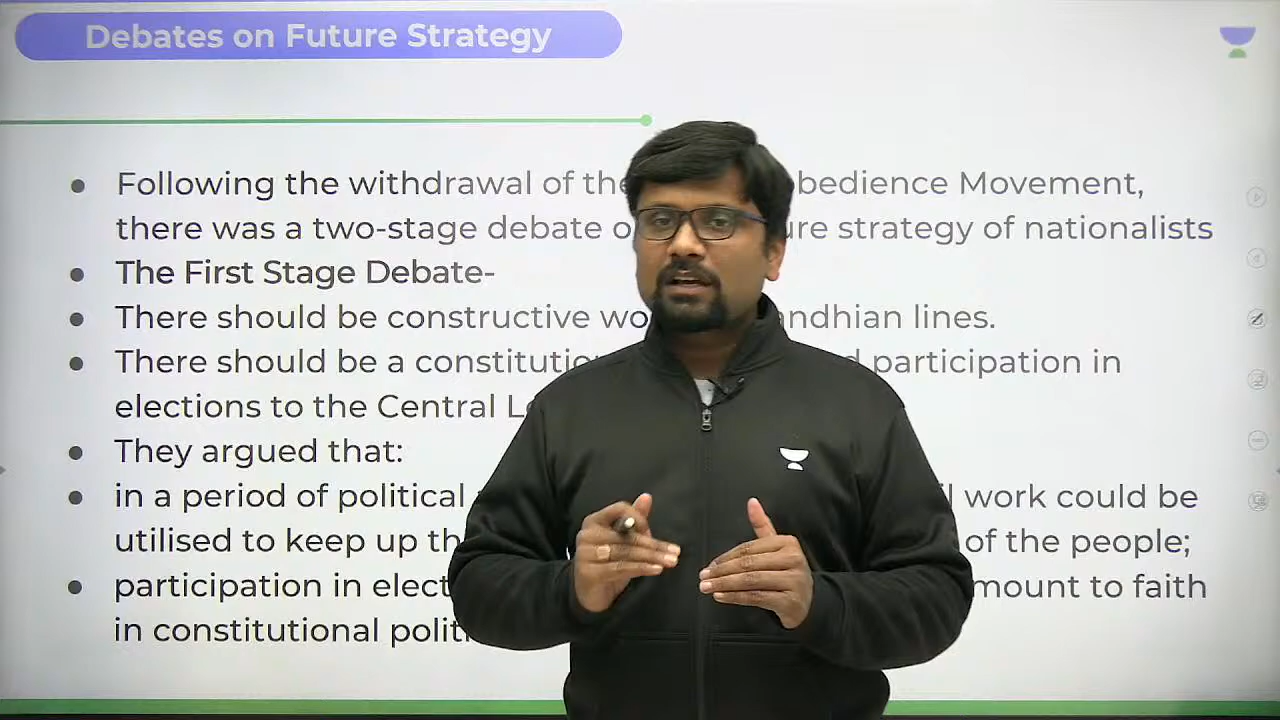 Debates on Future Strategy
Following the withdrawal of the bedience Movement,
there was a two-stage debate o ure strategy of nationalists
The First Stage Debate-
There should be constructive wo andhian lines.
There should be a constitutio participation in
elections to the Central L
They argued that:
in a period of political il work could be
utilised to keep up th of the people;
participation in elect mount to faith
in constitutional politi